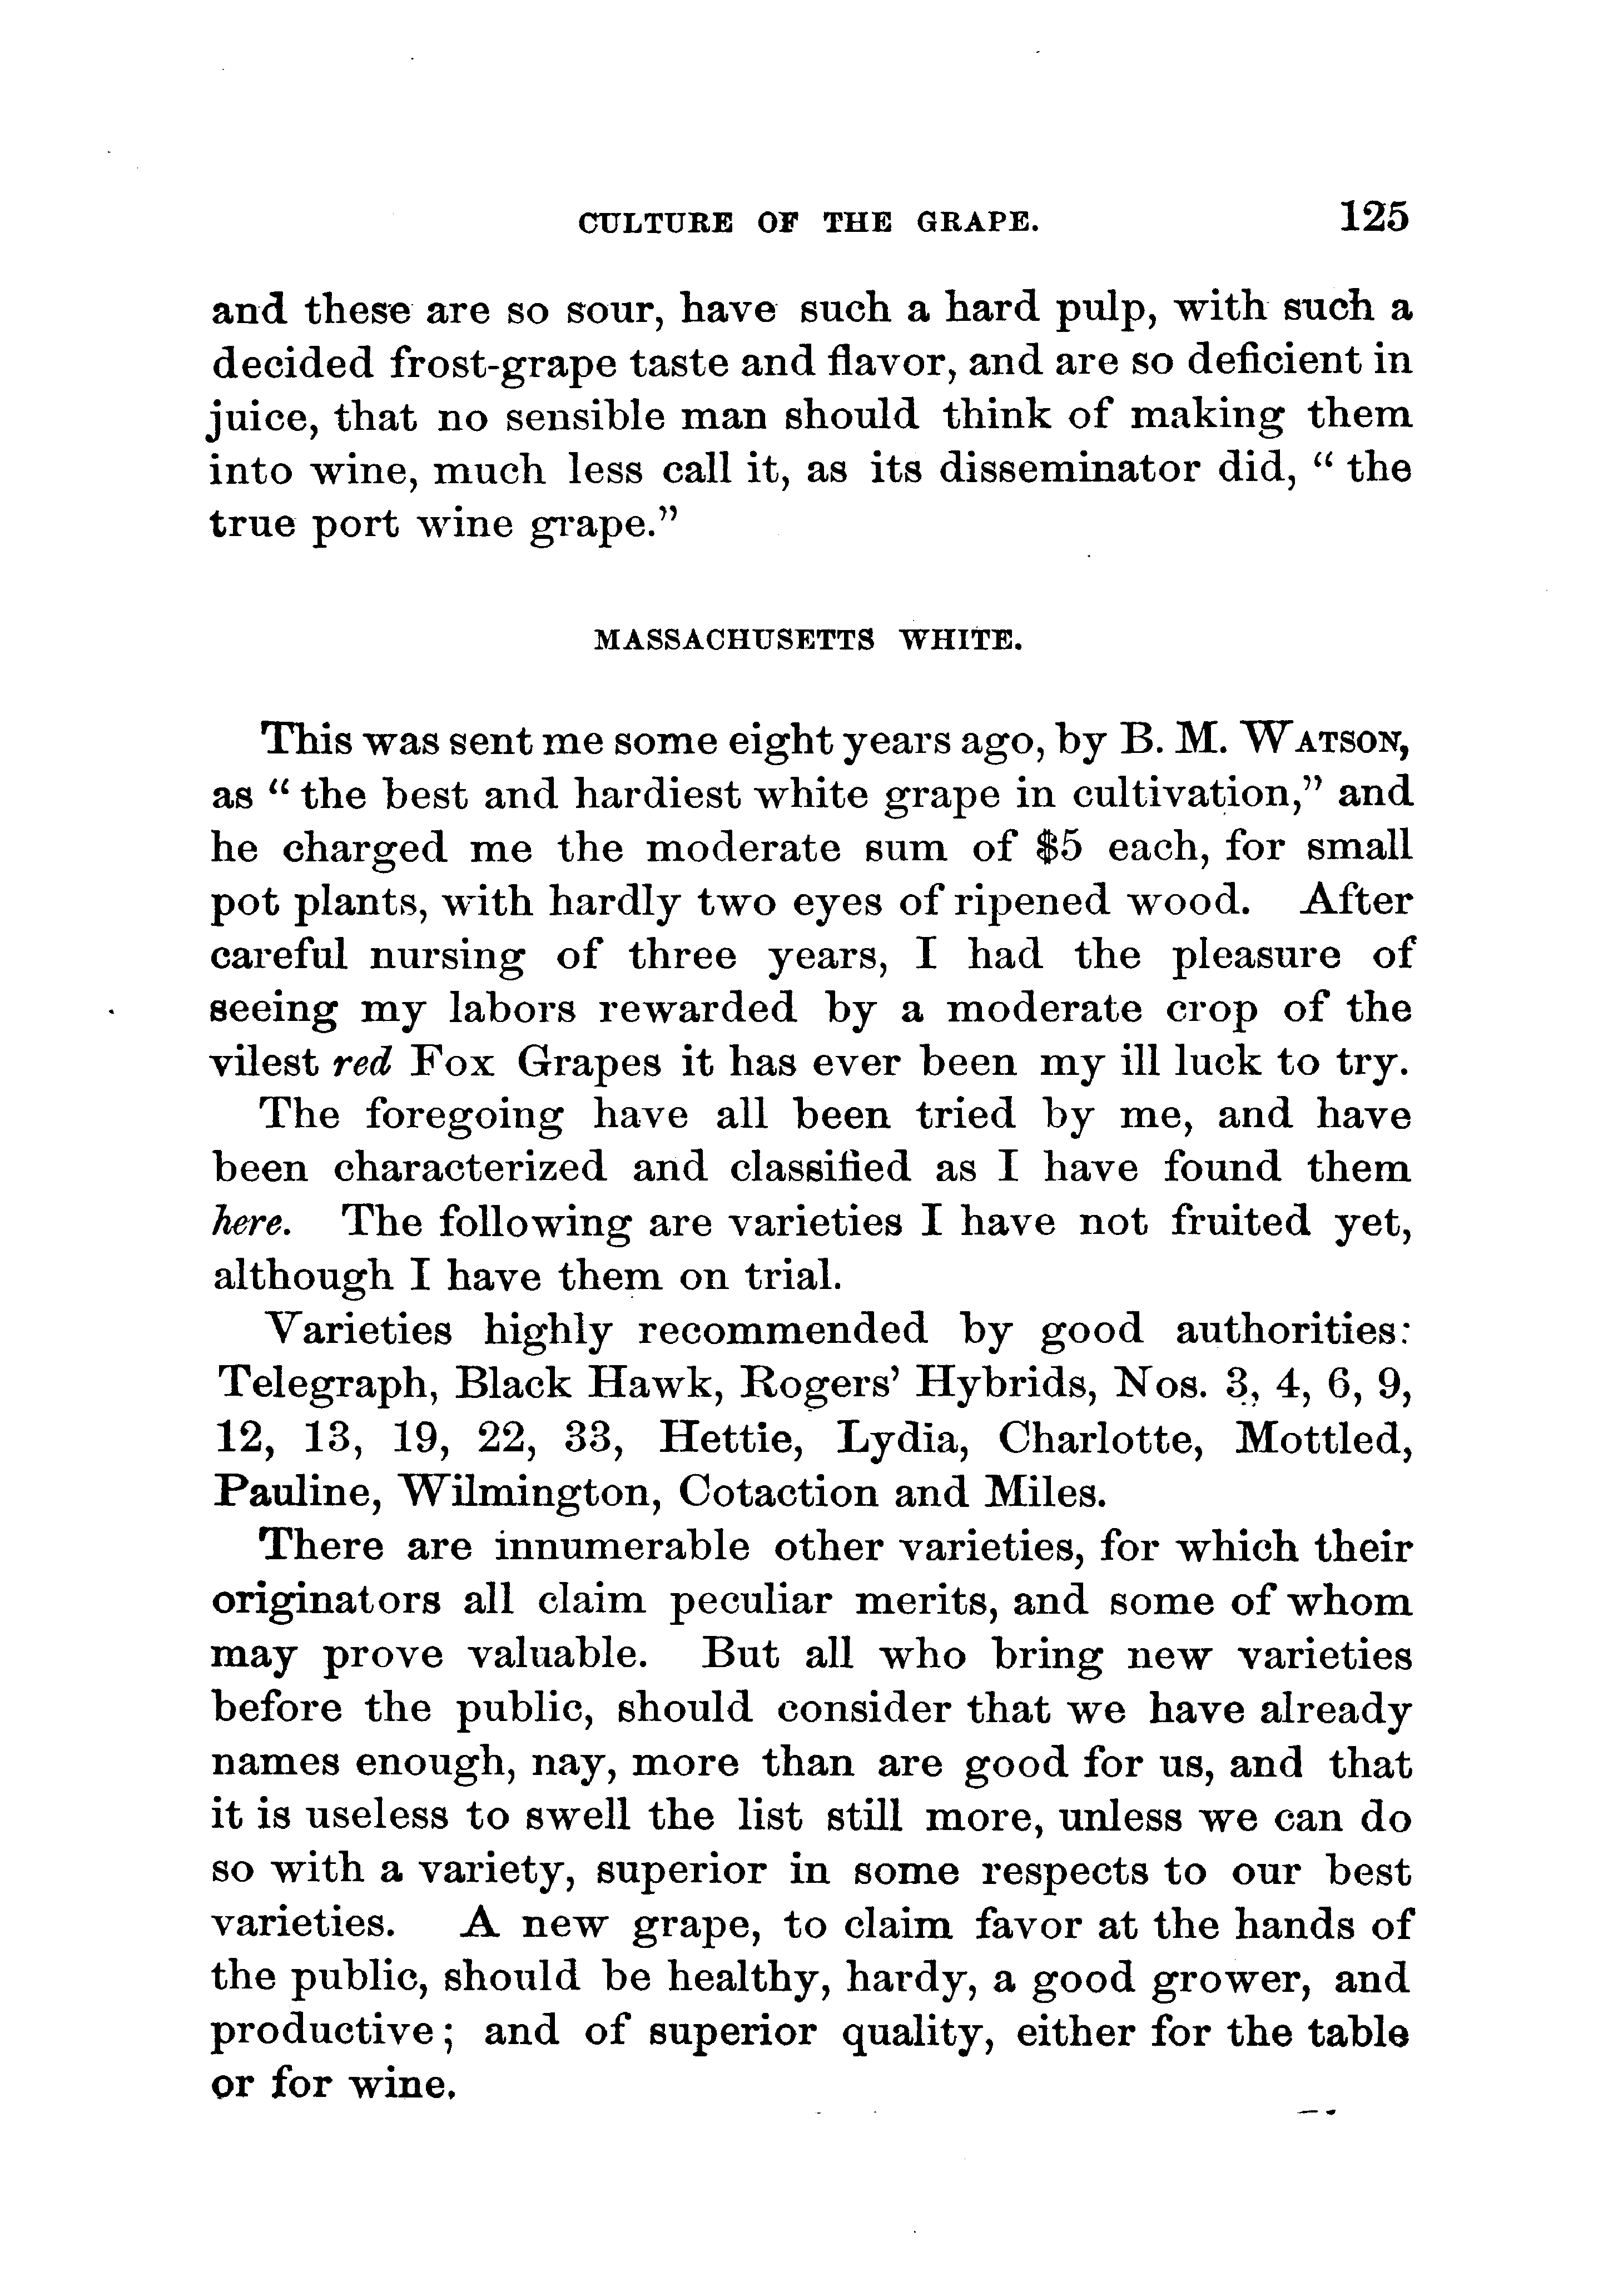 CULTURE OF THE GRAPE. 125
and these are so sour, have such a hard pulp, with such a
decided frost-grape taste and flavor, and are so deficient in
juice, that no sensible man should think of making them
into wine, much less call it, as its disseminator did, “ the
true port wine grape.”
MASSACHUSETTS WHITE.
This was sent me some eight years ago, by B. M. WATSON,
as “ the best and hardiest white grape in cultivation,” and
he charged me the moderate sum of $5 each, for small
pot plants, with hardly two eyes of ripened wood. After
careful nursing of three years, I had the pleasure of
seeing my labors rewarded by a moderate crop of the
vilest red Fox Grapes it has ever been my ill luck to try.
The foregoing have all been tried by me, and have
been characterized and classified as I have found them
here. The following are varieties I have not fruited yet,
although I have them on trial.
Varieties highly recommended by good authorities:
Telegraph, Black Hawk, Rogers’ Hybrids, Nos. 3, 4, 6, 9,
12, 13, 19, 22, 33, Hettie, Lydia, Charlotte, Mottled,
Pauline, Wilmington, Cotaction and Miles.
There are innumerable other varieties, for which their
originators all claim peculiar merits, and some of whom
may prove valuable. But all who bring new varieties
before the public, should consider that we have already
names enough, nay, more than are good for us, and that
it is useless to swell the list still more, unless we can do
so with a variety, superior in some respects to our best
varieties. A new grape, to claim favor at the hands of
the public, should be healthy, hardy, a good grower, and
productive; and of superior quality, either for the table
or for wine.